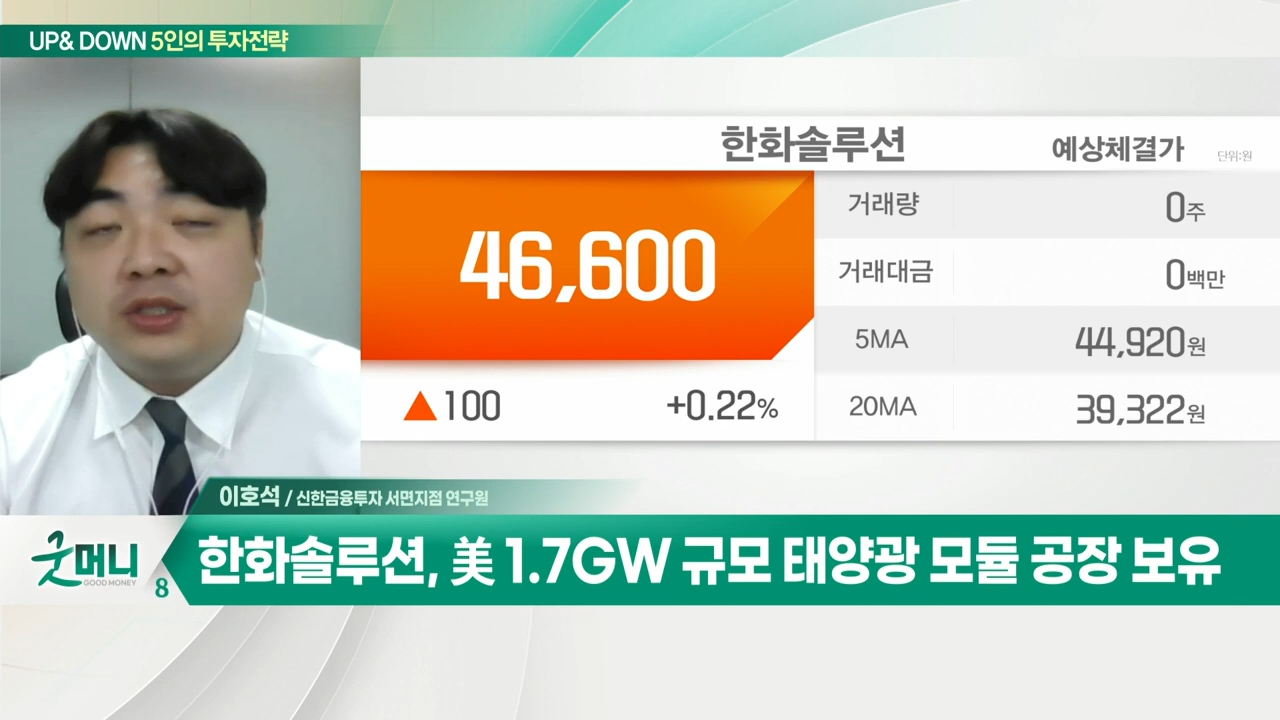 UP& DOWN 5인의 투자전략
한화솔루션 예상체결가 단위:원
46,600
▲100 +0.22%
거래량 0주
거래대금 0백만
5MA 44,920원
20MA 39,322원
이호석 / 신한금융투자 서면지점 연구원
굿머니
GOOD MONEY
8
한화솔루션, 美 1.7GW 규모 태양광 모듈 공장 보유